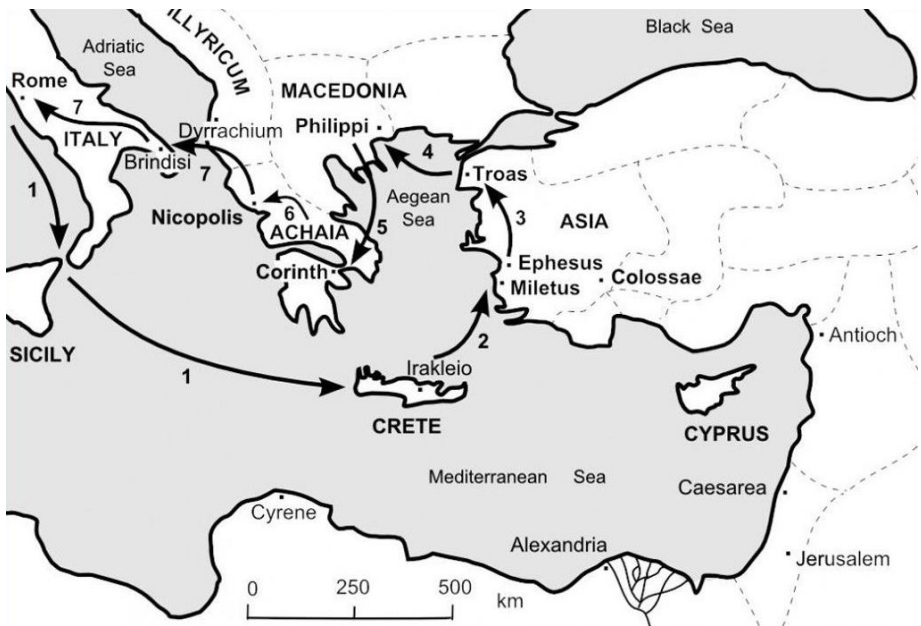 ILLYRICUM
Adriatic
Sea
Black Sea
Rome
7
ITALY
MACEDONIA
Philippi
Dyrrachium
Brindisi
7
4
Troas
Aegean
Sea
1
Nicopolis
6
ACHAIA
5
3
ASIA
Corinth
Ephesus
Miletus
Colossae
SICILY
1
2
Irakleio
CRETE
Antioch
CYPRUS
Mediterranean Sea
Caesarea
Cyrene
Alexandria
Jerusalem
0 250 500
km